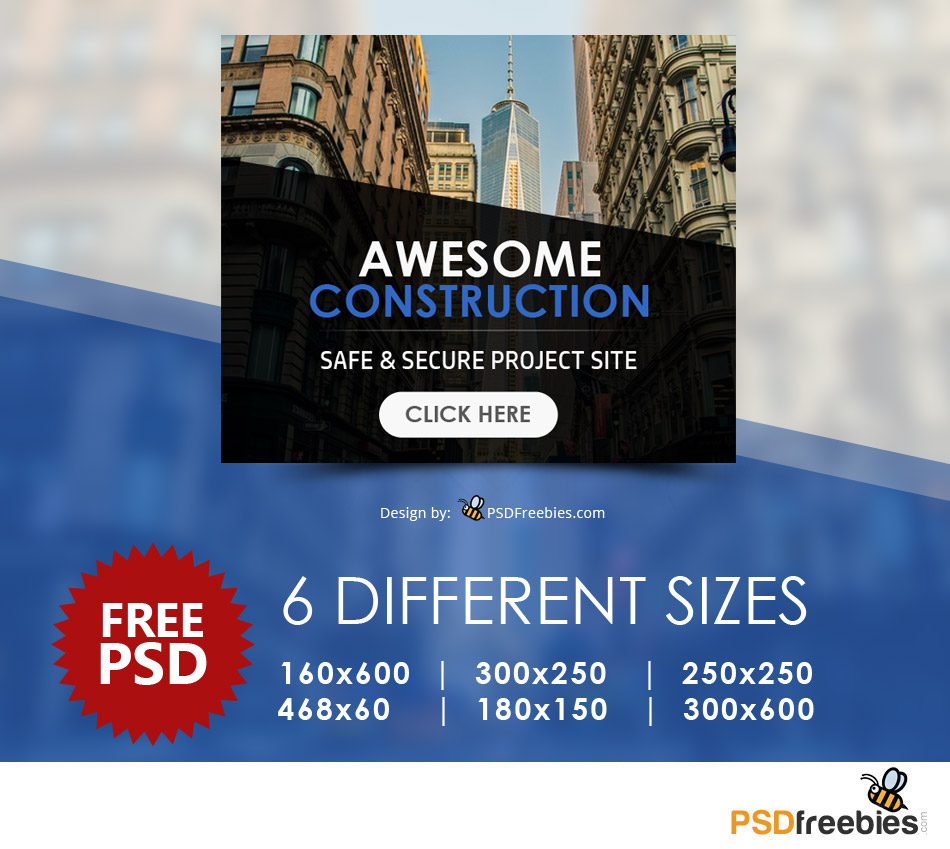 AWESOME
CONSTRUCTION
SAFE & SECURE PROJECT SITE
CLICK HERE
Design by: PSDFreebies.com
FREE
PSD
6 DIFFERENT SIZES
160x600 | 300x250 | 250x250
468x60 | 180x150 | 300x600
PSDfreebies.com